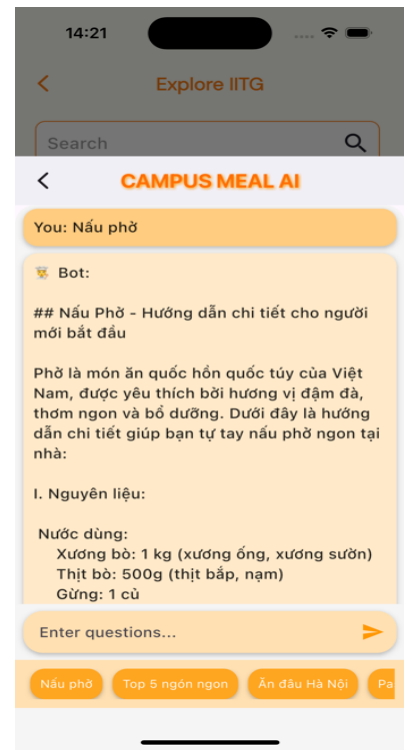 14:21
Explore IITG
Search
CAMPUS MEAL AI
You: Nấu phở
Bot:
## Nấu Phở - Hướng dẫn chi tiết cho người
mới bắt đầu
Phở là món ăn quốc hồn quốc túy của Việt
Nam, được yêu thích bởi hương vị đậm đà,
thơm ngon và bổ dưỡng. Dưới đây là hướng
dẫn chi tiết giúp bạn tự tay nấu phở ngon tại
nhà:
I. Nguyên liệu:
Nước dùng:
Xương bò: 1 kg (xương ống, xương sườn)
Thịt bò: 500g (thịt bắp, nạm)
Gừng: 1 củ
Enter questions...
Nấu phở Top 5 ngón ngon Ăn đâu Hà Nội Pa